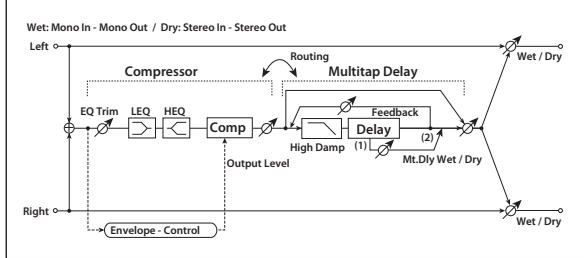 Wet: Mono In - Mono Out / Dry: Stereo In - Stereo Out
Left
Wet / Dry
Routing
Compressor
Multitap Delay
EQ Trim
LEQ
HEQ
Feedback
Comp
Delay
High Damp
(1)
(2)
Output Level
Mt.Dly Wet / Dry
Right
Wet / Dry
Envelope - Control